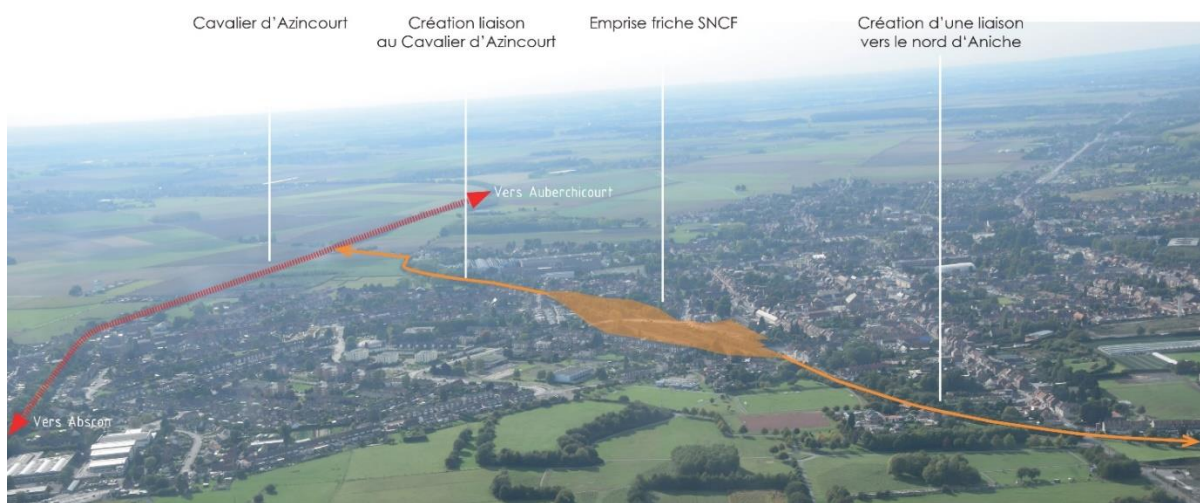 Cavalier d'Azincourt
Création liaison
au Cavalier d'Azincourt
Emprise friche SNCF
Création d'une liaison
vers le nord d'Aniche
Vers Auberchicourt
Vers Abscon